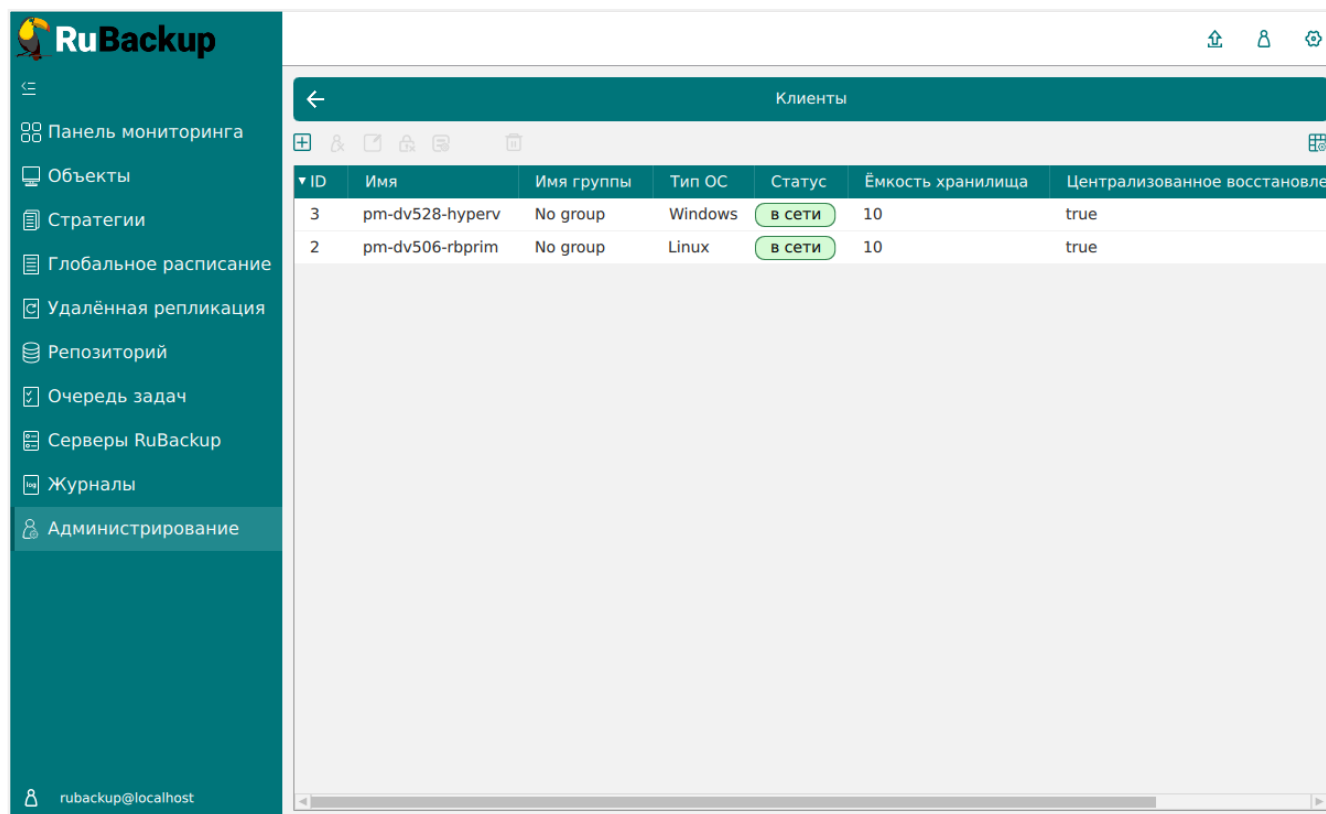 RuBackup
Клиенты
Панель мониторинга
Объекты
Стратегии
Глобальное расписание
Удалённая репликация
Репозиторий
Очередь задач
Серверы RuBackup
log Журналы
Администрирование
rubackup@localhost
ID Имя Имя группы Тип ОС Статус Ёмкость хранилища Централизованное восстановле
3 pm-dv528-hyperv No group Windows в сети 10 true
2 pm-dv506-rbprim No group Linux в сети 10 true